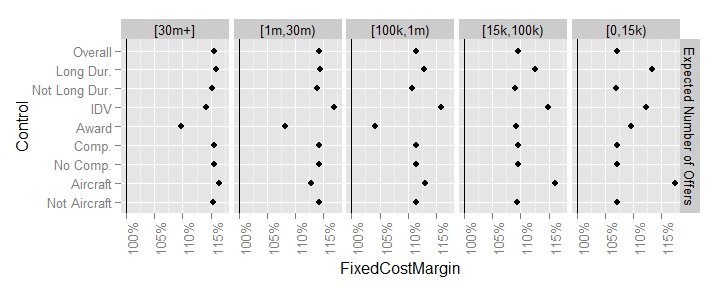 [30m+] [1m,30m) [100k,1m) [15k,100k) [0,15k)
Overall
Long Dur.
Not Long Dur.
IDV
Award
Comp.
No Comp.
Aircraft
Not Aircraft
Control
Expected Number of Offers
100% 105% 110% 115% 100% 105% 110% 115% 100% 105% 110% 115% 100% 105% 110% 115% 100% 105% 110% 115%
FixedCostMargin